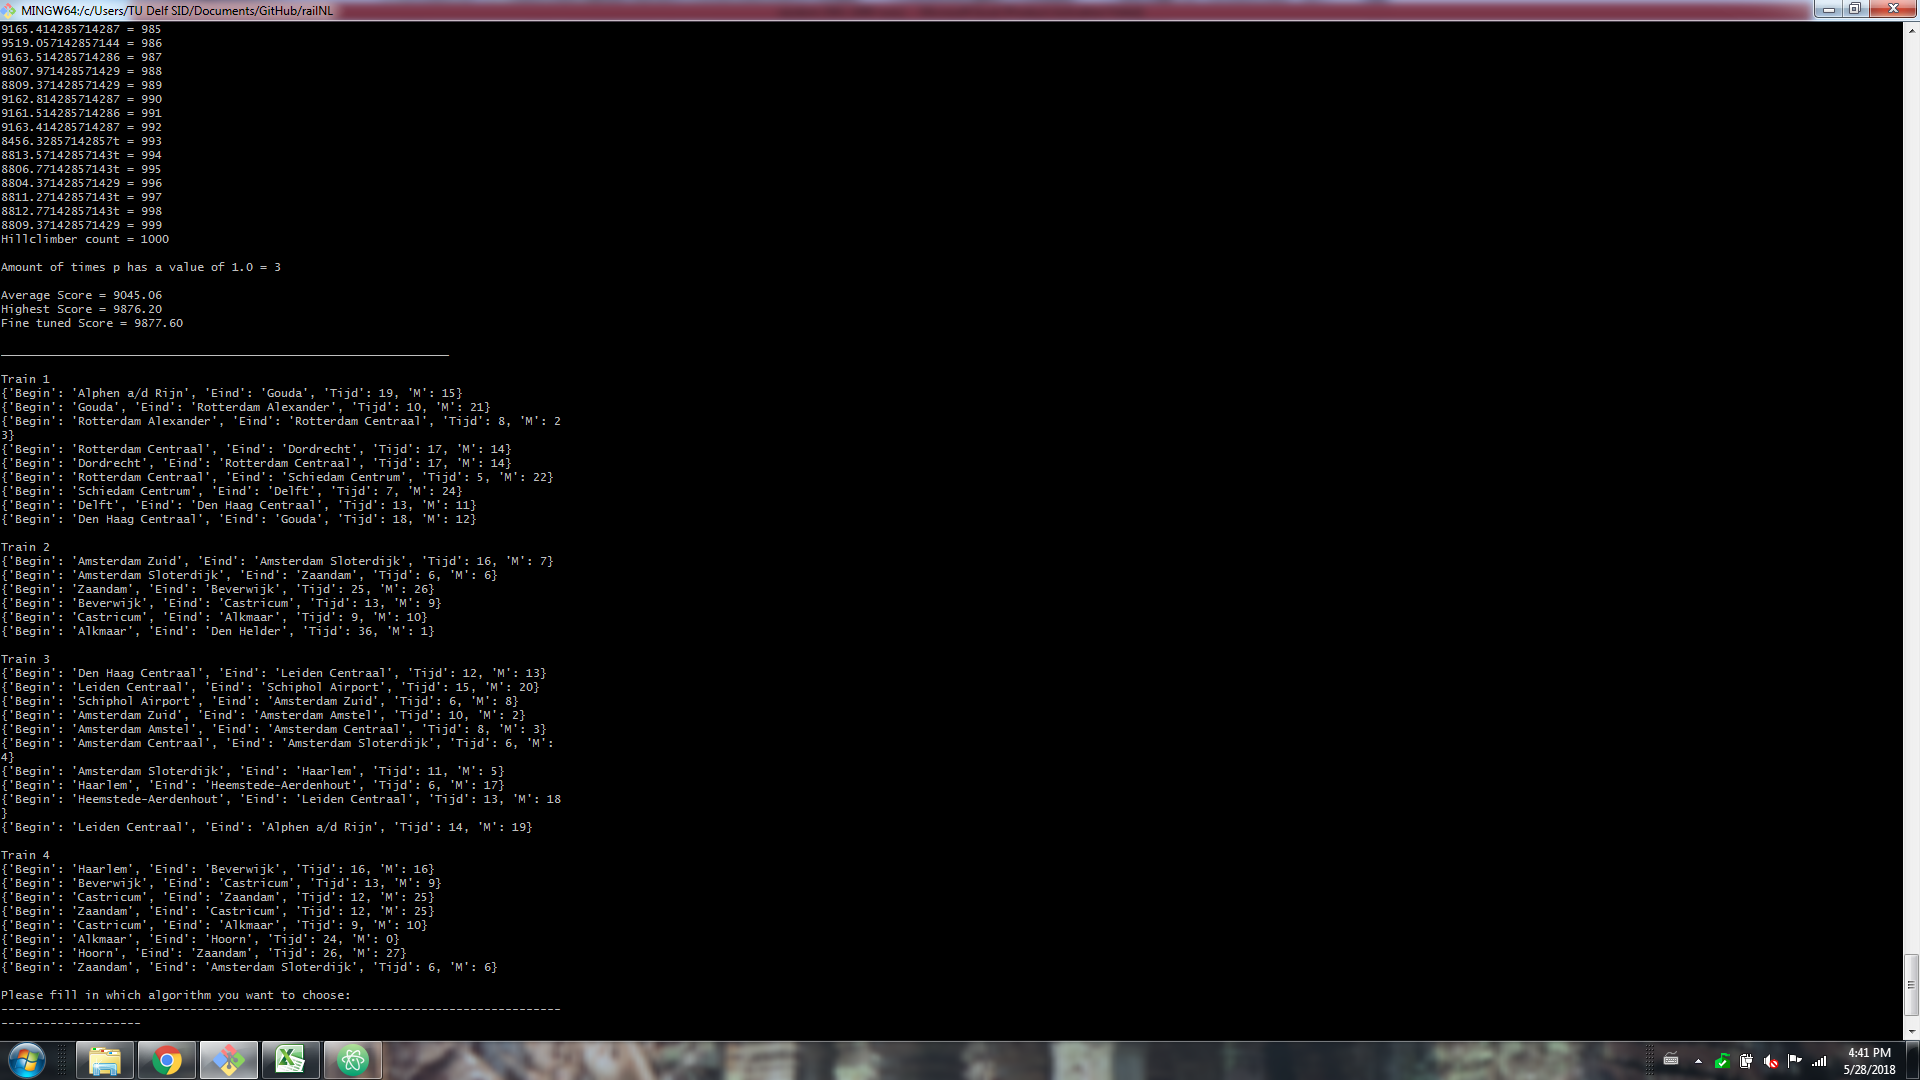 MINGW64:/c/Users/TU Delf SID/Documents/GitHub/railNL
9165.414285714287 = 985
9519.057142857144 = 986
9163.514285714286 = 987
8807.971428571429 = 988
8809.371428571429 = 989
9162.814285714287 = 990
9161.514285714286 = 991
9163.414285714287 = 992
8456.32857142857t = 993
8813.57142857143t = 994
8806.77142857143t = 995
8804.371428571429 = 996
8811.27142857143t = 997
8812.77142857143t = 998
8809.371428571429 = 999
Hillclimber count = 1000
Amount of times p has a value of 1.0 = 3
Average Score = 9045.06
Highest Score = 9876.20
Fine tuned Score = 9877.60
________________________________________________________________
Train 1
{'Begin': 'Alphen a/d Rijn', 'Eind': 'Gouda', 'Tijd': 19, 'M': 15}
{'Begin': 'Gouda', 'Eind': 'Rotterdam Alexander', 'Tijd': 10, 'M': 21}
{'Begin': 'Rotterdam Alexander', 'Eind': 'Rotterdam Centraal', 'Tijd': 8, 'M': 2
3}
{'Begin': 'Rotterdam Centraal', 'Eind': 'Dordrecht', 'Tijd': 17, 'M': 14}
{'Begin': 'Dordrecht', 'Eind': 'Rotterdam Centraal', 'Tijd': 17, 'M': 14}
{'Begin': 'Rotterdam Centraal', 'Eind': 'Schiedam Centrum', 'Tijd': 5, 'M': 22}
{'Begin': 'Schiedam Centrum', 'Eind': 'Delft', 'Tijd': 7, 'M': 24}
{'Begin': 'Delft', 'Eind': 'Den Haag Centraal', 'Tijd': 13, 'M': 11}
{'Begin': 'Den Haag Centraal', 'Eind': 'Gouda', 'Tijd': 18, 'M': 12}
Train 2
{'Begin': 'Amsterdam Zuid', 'Eind': 'Amsterdam Sloterdijk', 'Tijd': 16, 'M': 7}
{'Begin': 'Amsterdam Sloterdijk', 'Eind': 'Zaandam', 'Tijd': 6, 'M': 6}
{'Begin': 'Zaandam', 'Eind': 'Beverwijk', 'Tijd': 25, 'M': 26}
{'Begin': 'Beverwijk', 'Eind': 'Castricum', 'Tijd': 13, 'M': 9}
{'Begin': 'Castricum', 'Eind': 'Alkmaar', 'Tijd': 9, 'M': 10}
{'Begin': 'Alkmaar', 'Eind': 'Den Helder', 'Tijd': 36, 'M': 1}
Train 3
{'Begin': 'Den Haag Centraal', 'Eind': 'Leiden Centraal', 'Tijd': 12, 'M': 13}
{'Begin': 'Leiden Centraal', 'Eind': 'Schiphol Airport', 'Tijd': 15, 'M': 20}
{'Begin': 'Schiphol Airport', 'Eind': 'Amsterdam Zuid', 'Tijd': 6, 'M': 8}
{'Begin': 'Amsterdam Zuid', 'Eind': 'Amsterdam Amstel', 'Tijd': 10, 'M': 2}
{'Begin': 'Amsterdam Amstel', 'Eind': 'Amsterdam Centraal', 'Tijd': 8, 'M': 3}
{'Begin': 'Amsterdam Centraal', 'Eind': 'Amsterdam Sloterdijk', 'Tijd': 6, 'M':
4}
{'Begin': 'Amsterdam Sloterdijk', 'Eind': 'Haarlem', 'Tijd': 11, 'M': 5}
{'Begin': 'Haarlem', 'Eind': 'Heemstede-Aerdenhout', 'Tijd': 6, 'M': 17}
{'Begin': 'Heemstede-Aerdenhout', 'Eind': 'Leiden Centraal', 'Tijd': 13, 'M': 18
}
{'Begin': 'Leiden Centraal', 'Eind': 'Alphen a/d Rijn', 'Tijd': 14, 'M': 19}
Train 4
{'Begin': 'Haarlem', 'Eind': 'Beverwijk', 'Tijd': 16, 'M': 16}
{'Begin': 'Beverwijk', 'Eind': 'Castricum', 'Tijd': 13, 'M': 9}
{'Begin': 'Castricum', 'Eind': 'Zaandam', 'Tijd': 12, 'M': 25}
{'Begin': 'Zaandam', 'Eind': 'Castricum', 'Tijd': 12, 'M': 25}
{'Begin': 'Castricum', 'Eind': 'Alkmaar', 'Tijd': 9, 'M': 10}
{'Begin': 'Alkmaar', 'Eind': 'Hoorn', 'Tijd': 24, 'M': 0}
{'Begin': 'Hoorn', 'Eind': 'Zaandam', 'Tijd': 26, 'M': 27}
{'Begin': 'Zaandam', 'Eind': 'Amsterdam Sloterdijk', 'Tijd': 6, 'M': 6}
Please fill in which algorithm you want to choose:
--------------------------------------------------------------------------------
--------------------
4:41 PM
5/28/2018